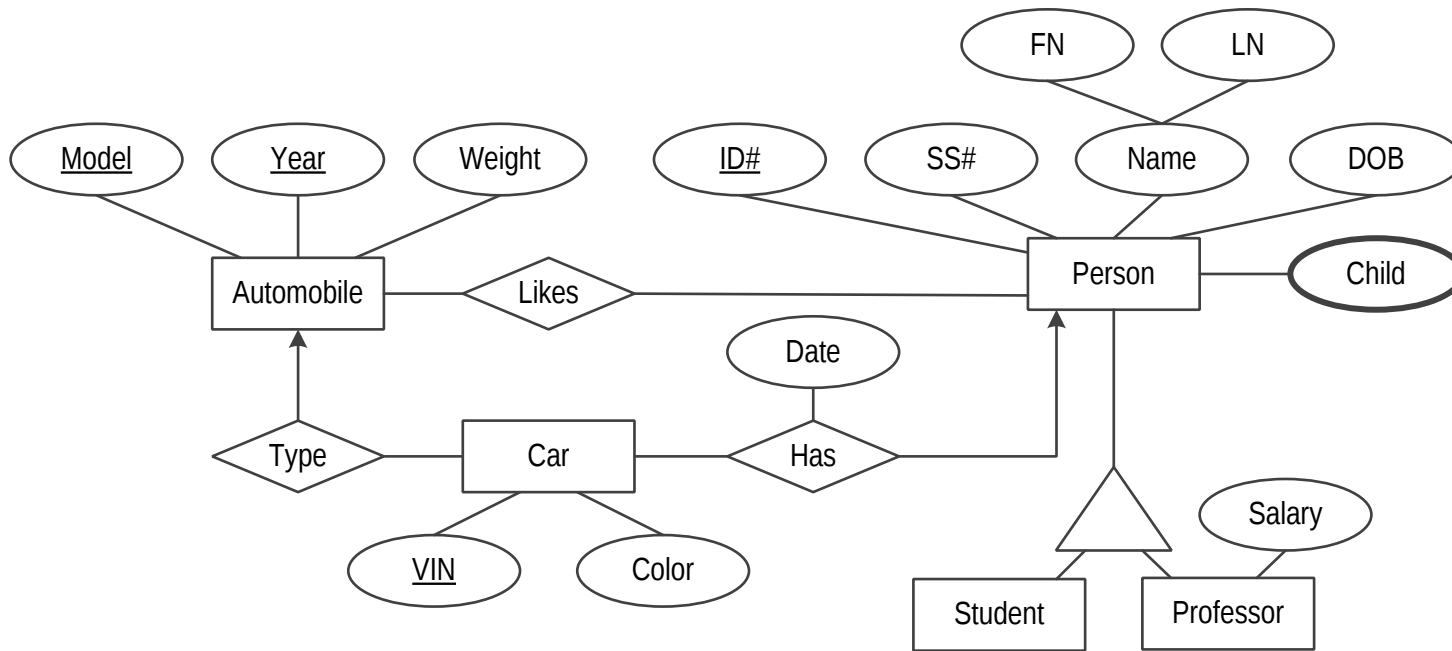 FN
LN
Model
Year
Weight
ID#
SS#
Name
DOB
Automobile
Likes
Person
Child
Date
Type
Car
Has
Salary
VIN
Color
Student
Professor